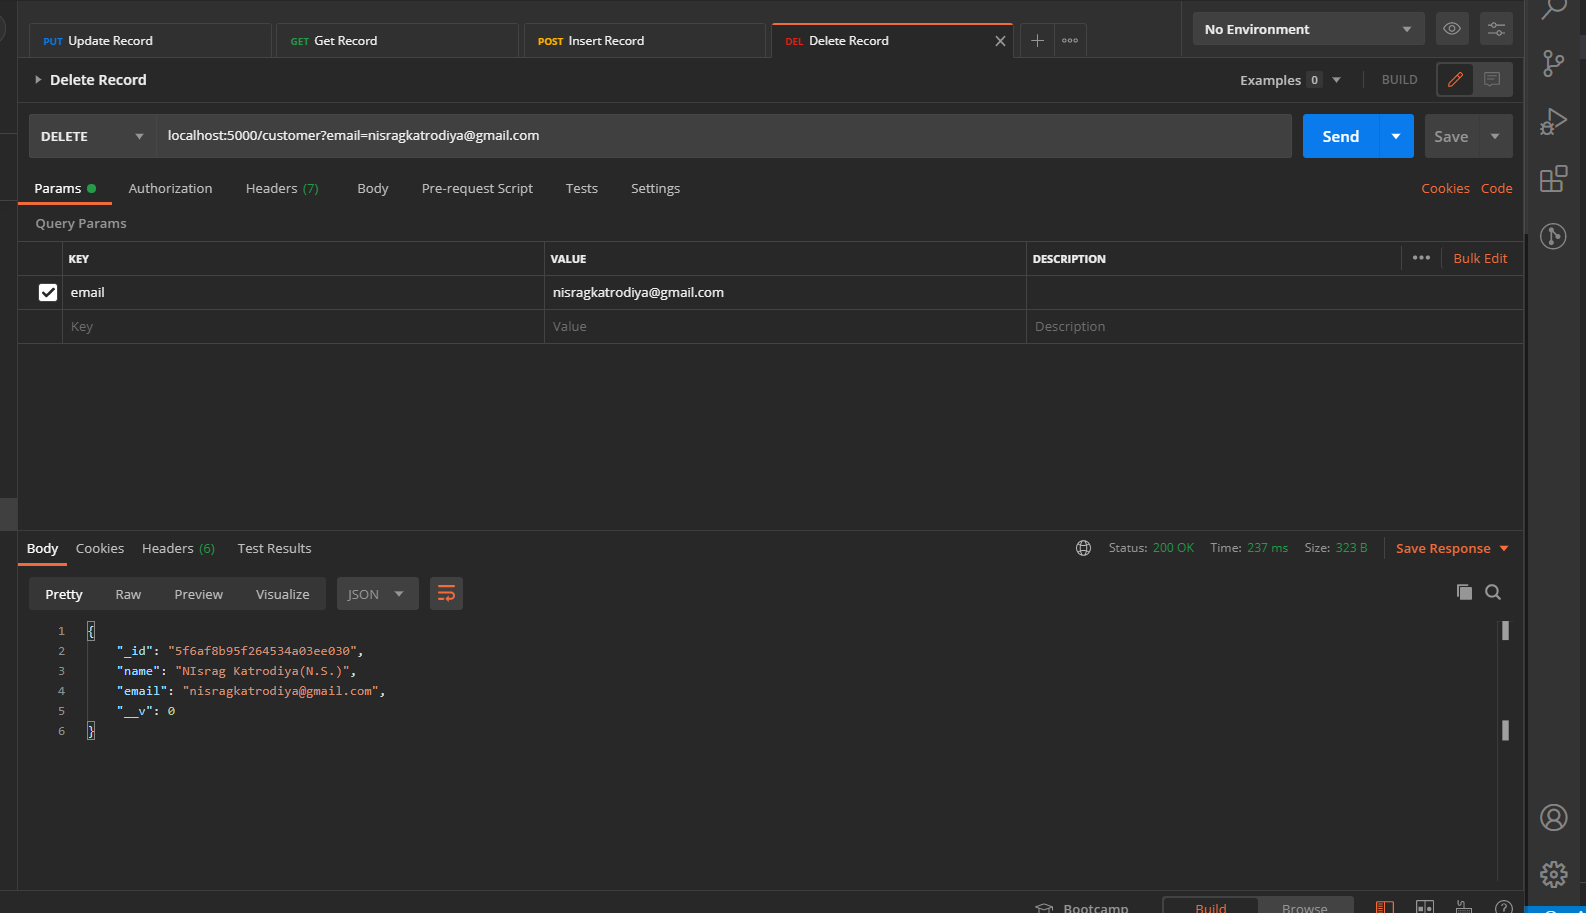 PUT Update Record
GET Get Record
POST Insert Record
DEL Delete Record
No Environment
Delete Record
Examples 0
BUILD
DELETE
localhost:5000/customer?email=nisragkatrodiya@gmail.com
Send
Save
Params
Authorization
Headers (7)
Body
Pre-request Script
Tests
Settings
Cookies
Code
Query Params
KEY
VALUE
DESCRIPTION
Bulk Edit
email
nisragkatrodiya@gmail.com
Key
Value
Description
Body
Cookies
Headers (6)
Test Results
Status: 200 OK
Time: 237 ms
Size: 323 B
Save Response
Pretty
Raw
Preview
Visualize
JSON
1 {
2 "_id": "5f6af8b95f264534a03ee030",
3 "name": "NIsrag Katrodiya(N.S.)",
4 "email": "nisragkatrodiya@gmail.com",
5 "__v": 0
6 }
Bootcamp
Build
Browse